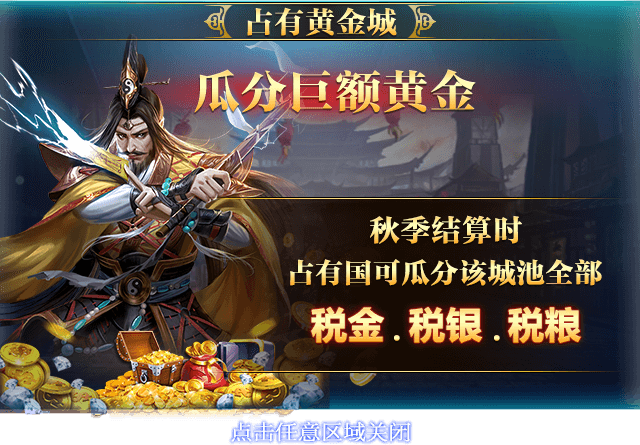 占有黄金城
瓜分巨额黄金
秋季结算时
占有国可瓜分该城池全部
税金.税银.税粮
点击任意区域关闭